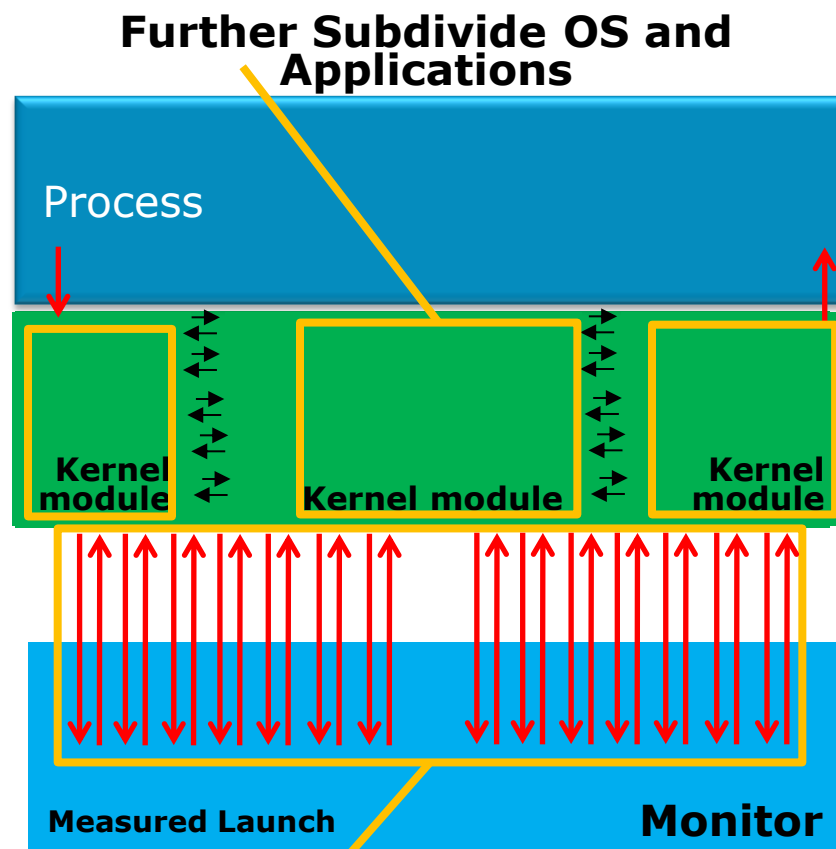 Further Subdivide OS and
Applications
Process
Kernel
module
Kernel module
Kernel
module
Measured Launch
Monitor